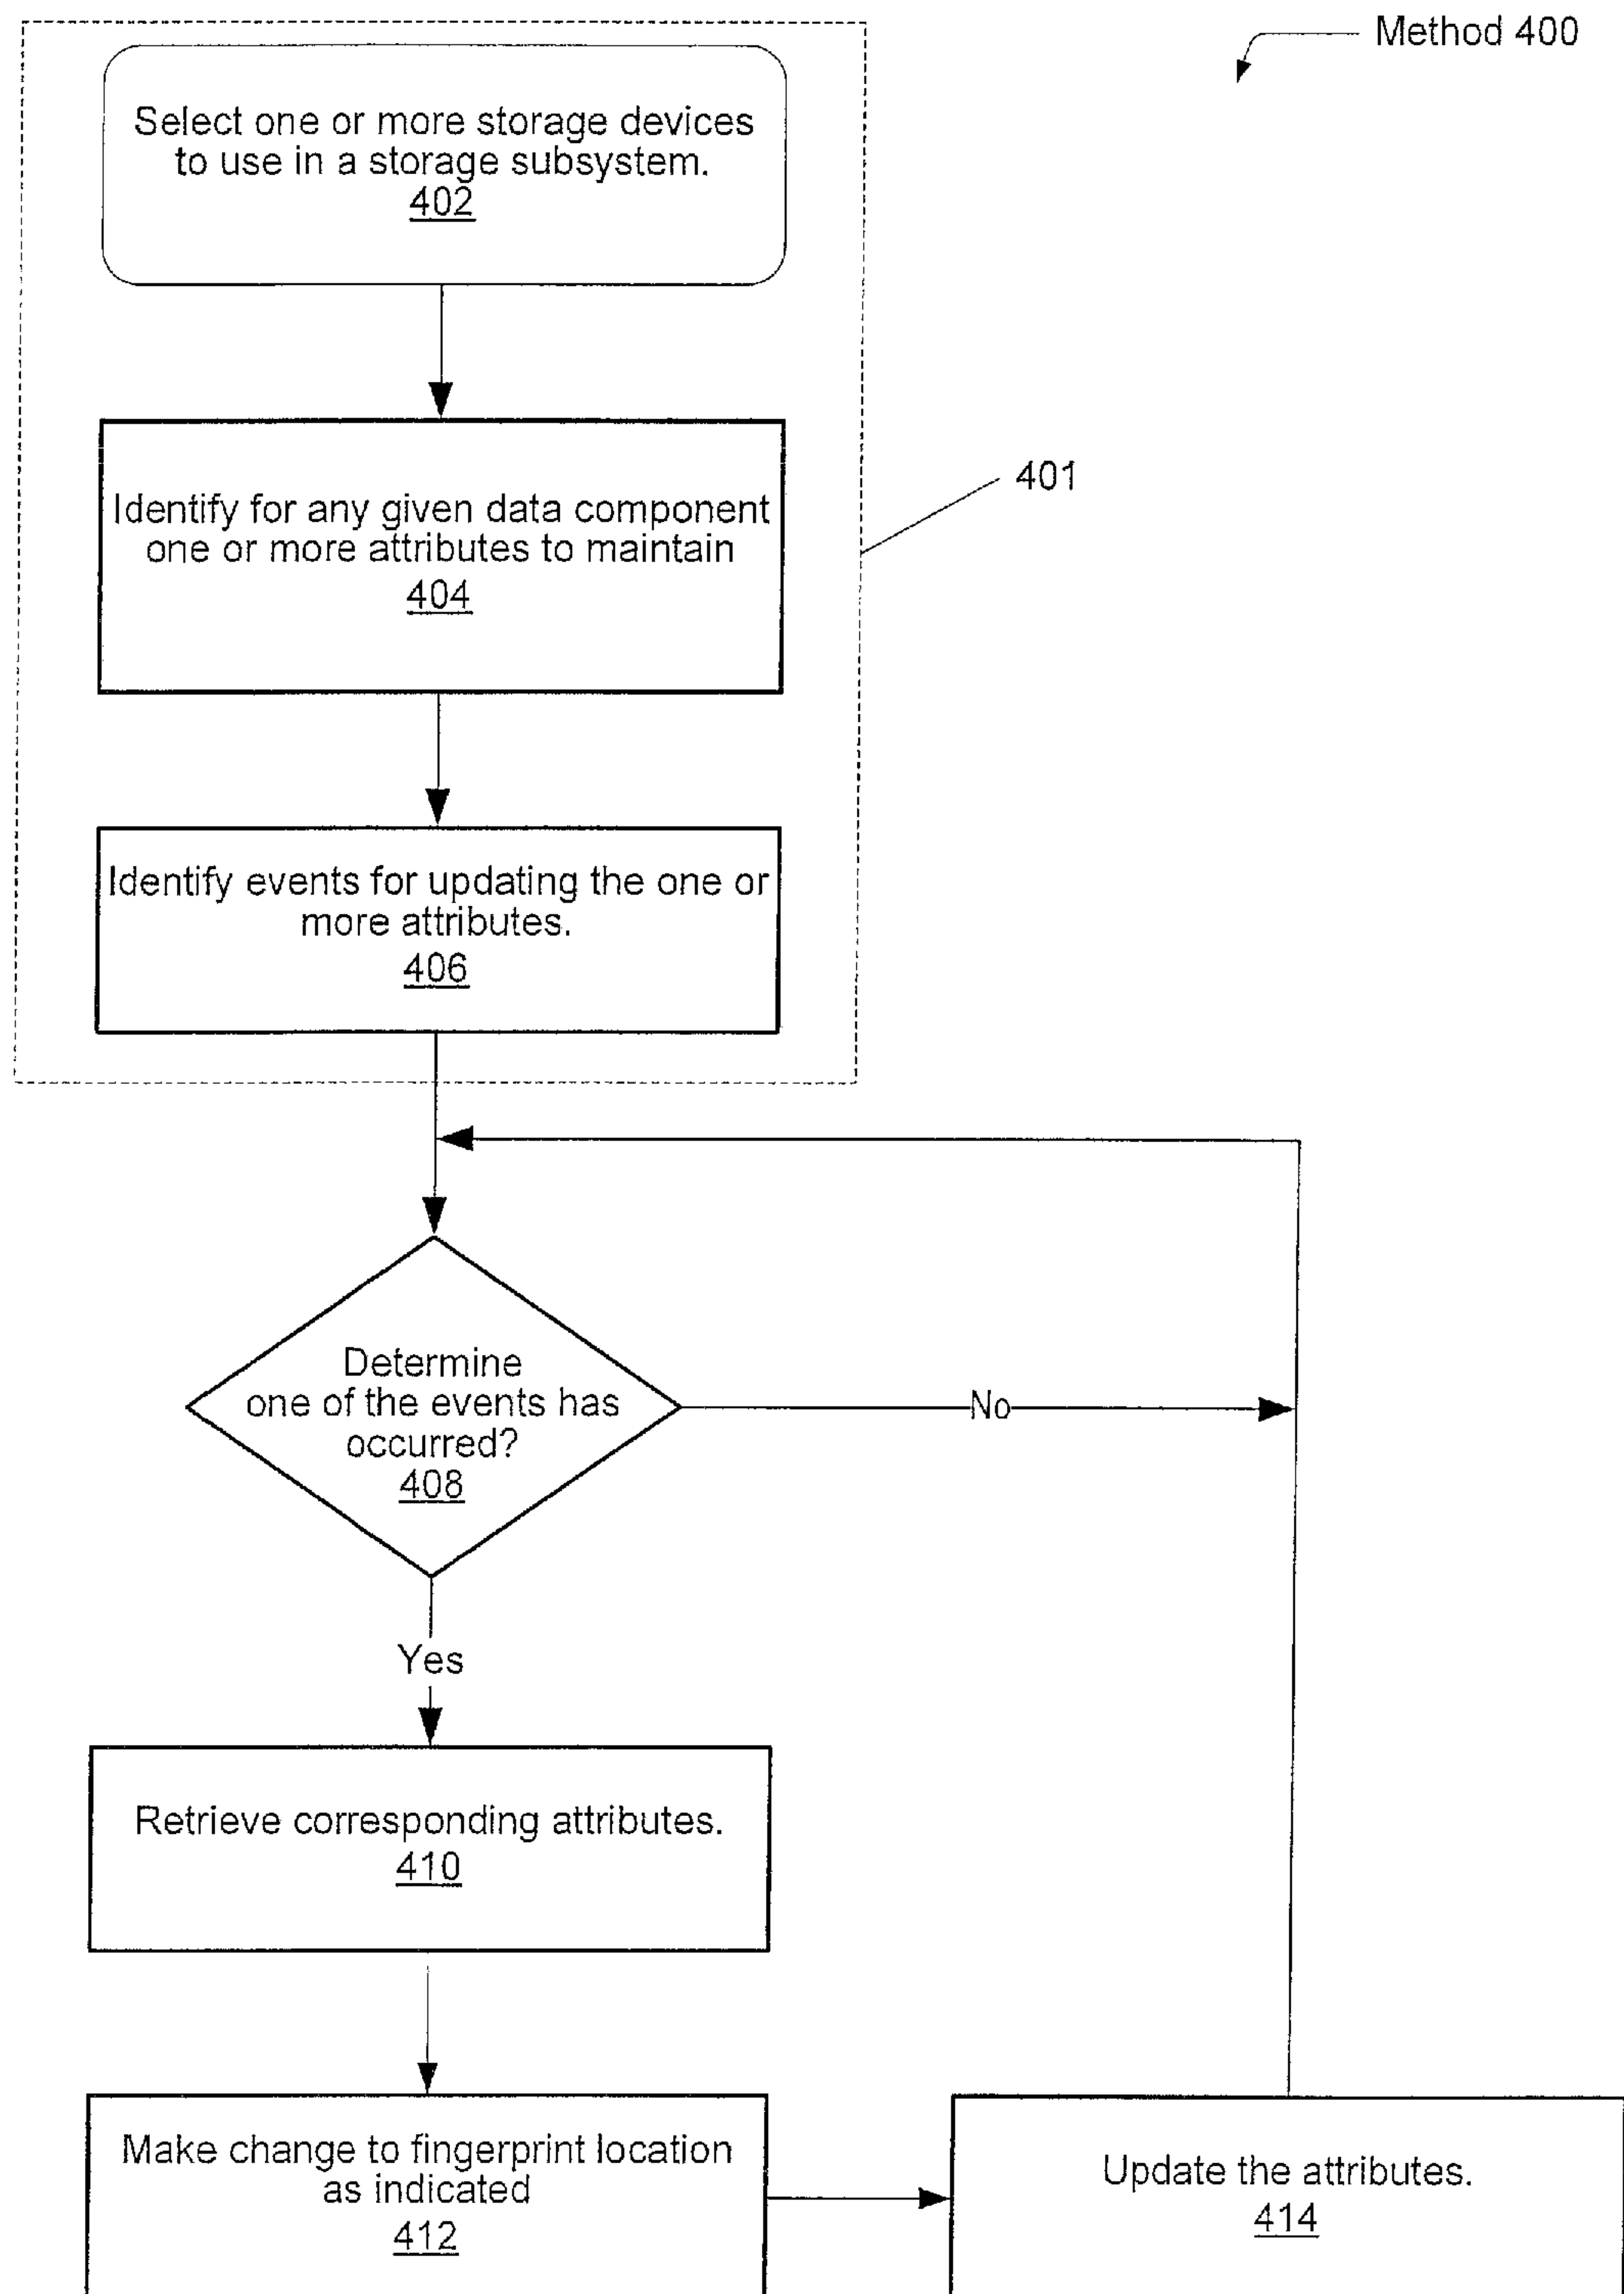 Method 400
Select one or more storage devices
to use in a storage subsystem.
402
Identify for any given data component
one or more attributes to maintain
404
401
Identify events for updating the one or
more attributes.
406
Determine
one of the events has
occurred?
408
No
Yes
Retrieve corresponding attributes.
410
Make change to fingerprint location
as indicated
412
Update the attributes.
414